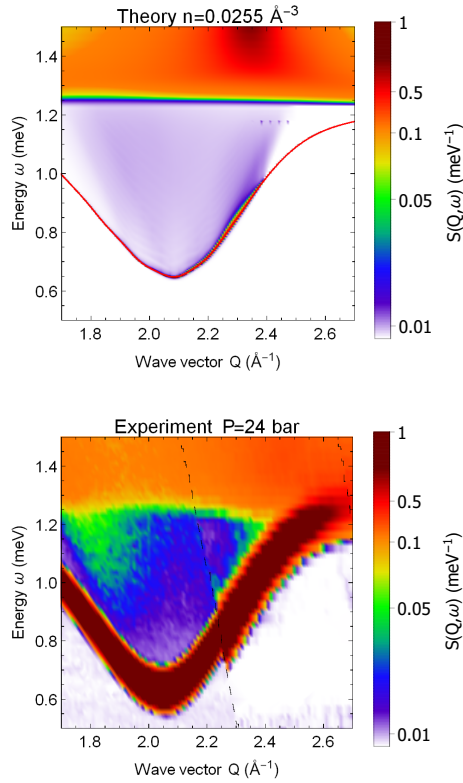 Theory n=0.0255 Å⁻³
1
1.4
0.5
1.2
0.1
1.0
0.05
0.8
0.6
0.01
Energy ω (meV)
S(Q,ω) (meV⁻¹)
1.8 2.0 2.2 2.4 2.6
Wave vector Q (Å⁻¹)
Experiment P=24 bar
1
1.4
0.5
1.2
0.1
1.0
0.05
0.8
0.6
0.01
Energy ω (meV)
S(Q,ω) (meV⁻¹)
1.8 2.0 2.2 2.4 2.6
Wave vector Q (Å⁻¹)